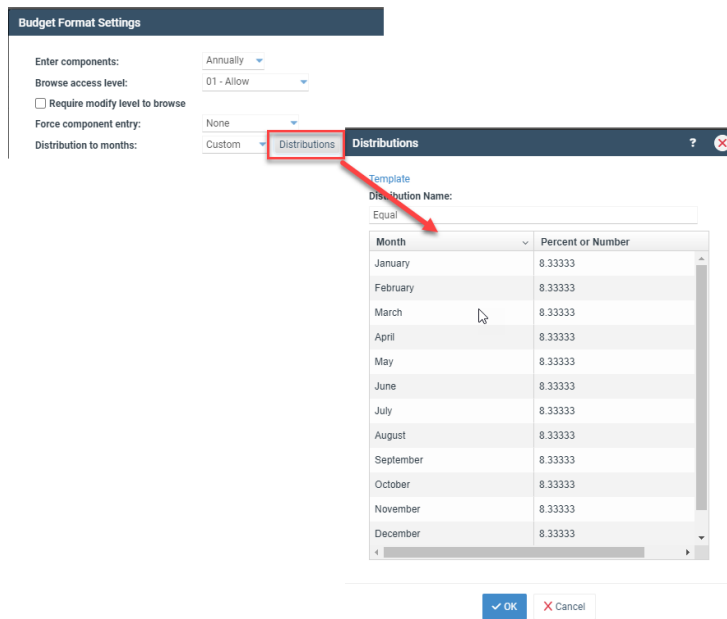 Budget Format Settings
Enter components: Annually
Browse access level: 01 - Allow
Require modify level to browse
Force component entry: None
Distribution to months: Custom Distributions
Distributions ?
Template
Distribution Name:
Equal
Month Percent or Number
January 8.33333
February 8.33333
March 8.33333
April 8.33333
May 8.33333
June 8.33333
July 8.33333
August 8.33333
September 8.33333
October 8.33333
November 8.33333
December 8.33333
OK Cancel